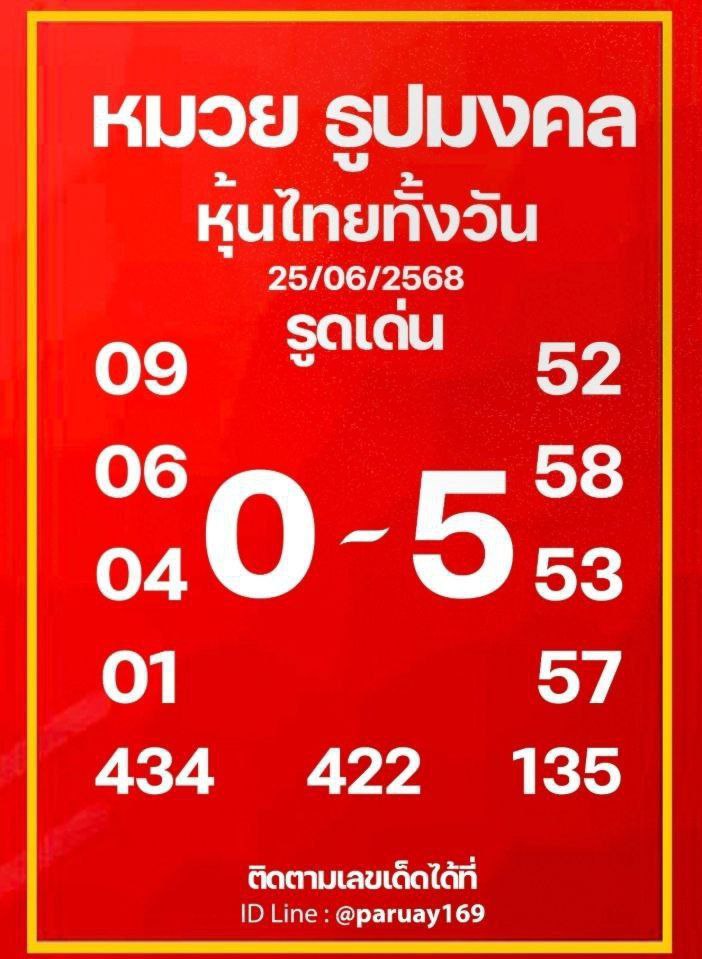 หมวย ธูปมงคล
หุ้นไทยทั้งวัน
25/06/2568
รูดเด่น
09 52
06 58
0 - 5
04 53
01 57
434 422 135
ติดตามเลขเด็ดได้ที่
ID Line : @paruay169